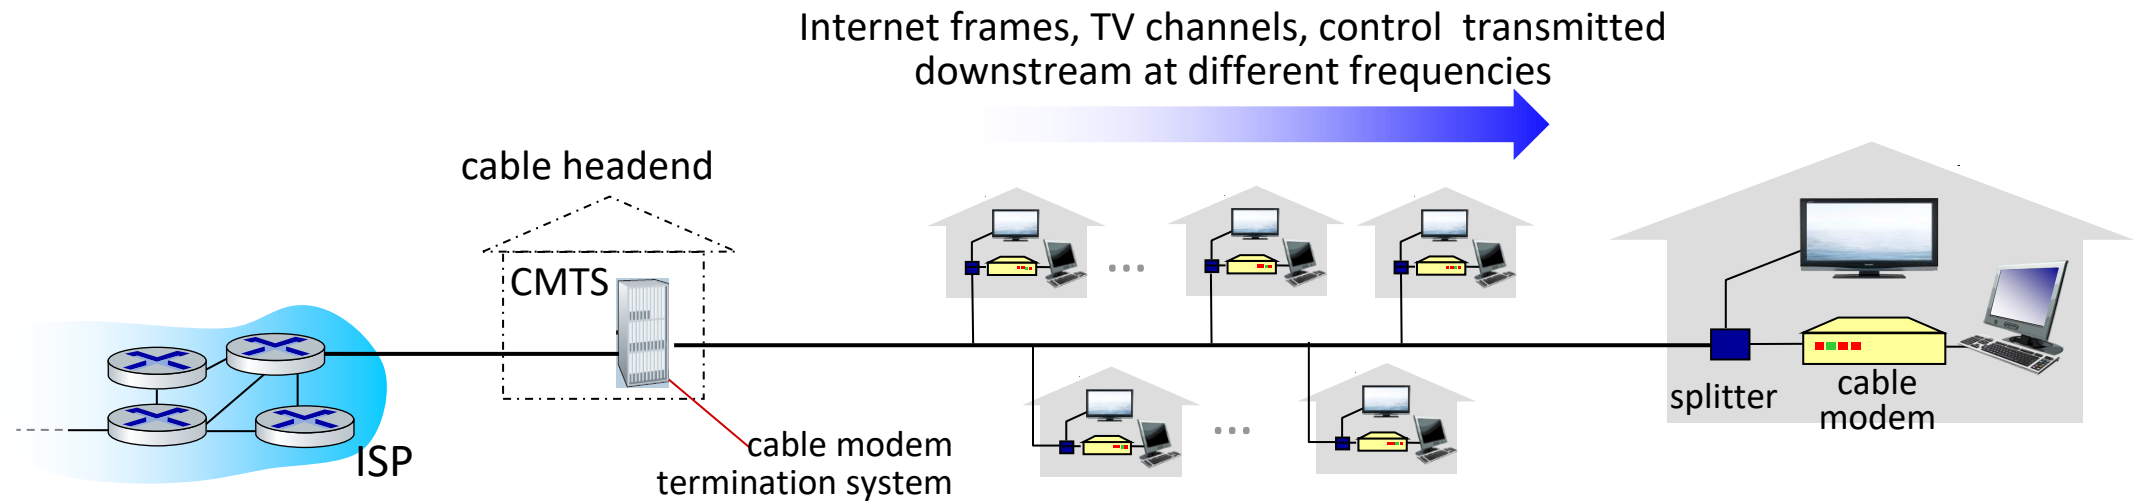 Internet frames, TV channels, control  transmitted
downstream at different frequencies
cable headend
CMTS
ISP
cable modem
termination system
splitter
cable
modem